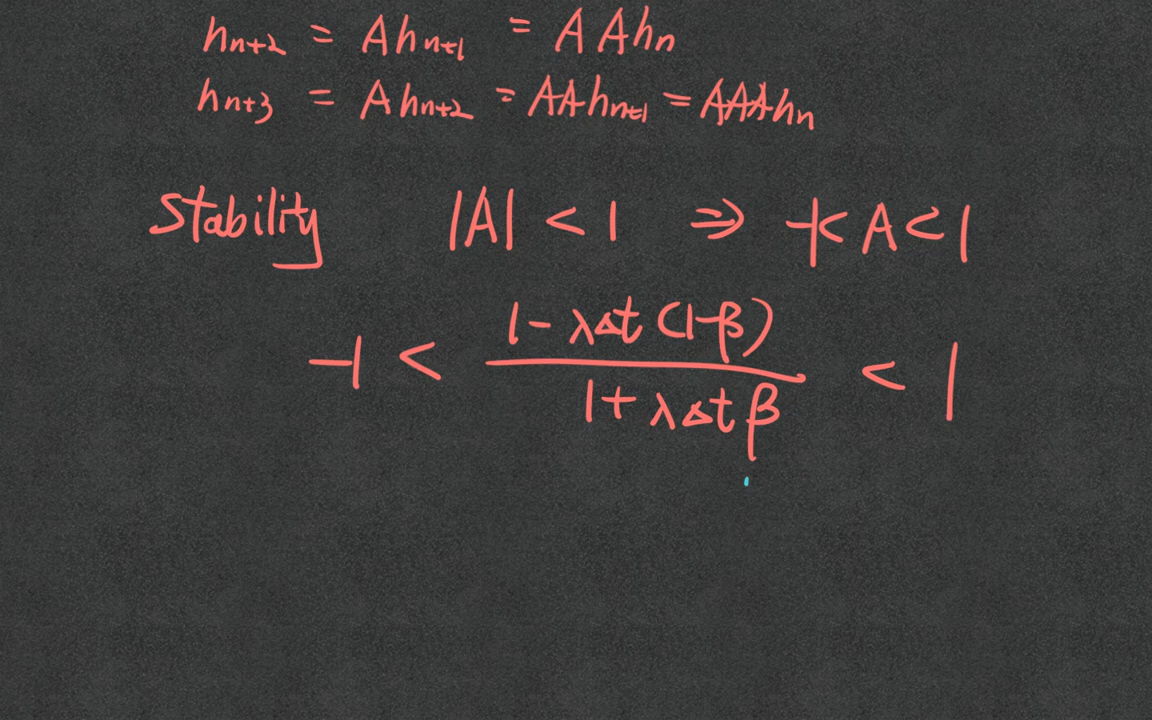 hn+2 = Ahn+1 = AAhn
hn+3 = Ahn+2 = AAhn+1 = AAAhn
Stability |A| < 1 ⇒ -1< A < 1
-1 < (1 - λΔt(1-β)) / (1 + λΔtβ) < 1